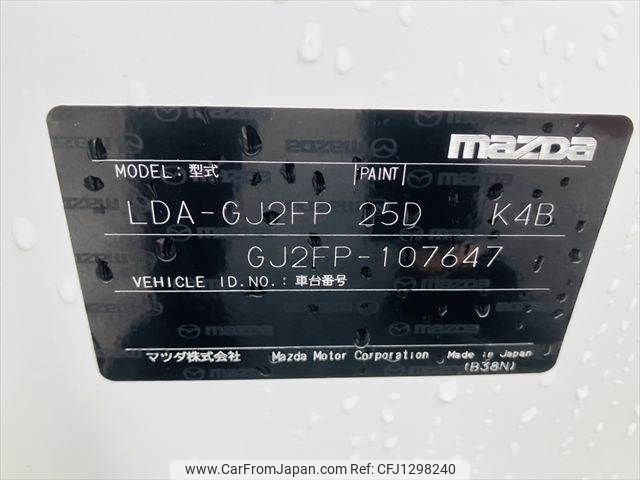 mazda
MODEL:型式 PAINT
LDA-GJ2FP 25D K4B
GJ2FP-107647
VEHICLE ID.NO.:車台番号
マツダ株式会社 Mazda Motor Corporation Made in Japan
(B38N)
www.CarFromJapan.com CFJ1298240